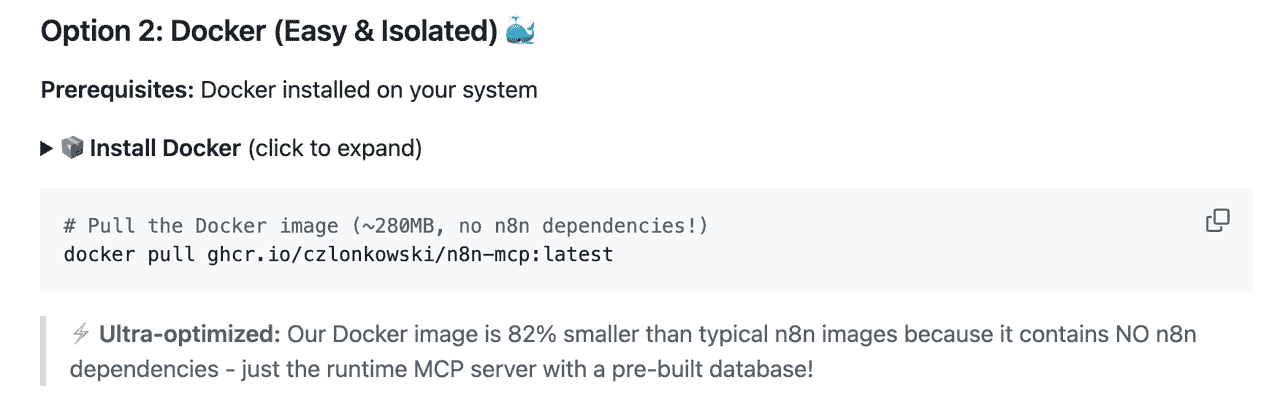 Option 2: Docker (Easy & Isolated) 🐳
Prerequisites: Docker installed on your system
▶ 📦 Install Docker (click to expand)
# Pull the Docker image (~280MB, no n8n dependencies!)
docker pull ghcr.io/czlonkowski/n8n-mcp:latest
⚡ Ultra-optimized: Our Docker image is 82% smaller than typical n8n images because it contains NO n8n
dependencies - just the runtime MCP server with a pre-built database!